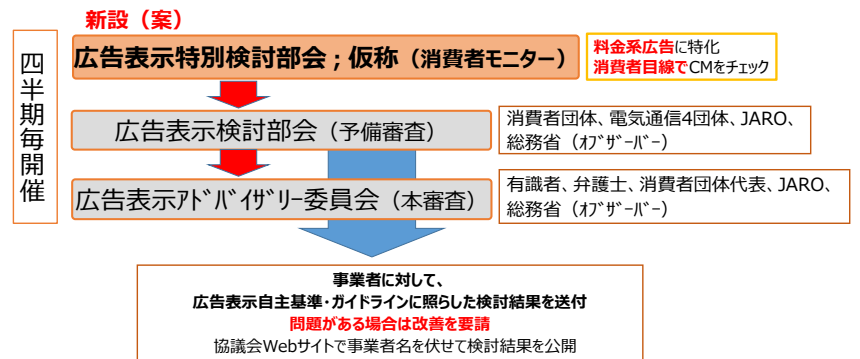 新設（案）
広告表示特別検討部会；仮称（消費者モニター）
料金系広告に特化
消費者目線でCMをチェック
四半期毎開催
広告表示検討部会（予備審査）
消費者団体、電気通信4団体、JARO、
総務省（ｵﾌﾞｻﾞｰﾊﾞｰ）
広告表示ｱﾄﾞﾊﾞｲｻﾞﾘｰ委員会（本審査）
有識者、弁護士、消費者団体代表、JARO、
総務省（ｵﾌﾞｻﾞｰﾊﾞｰ）
事業者に対して、
広告表示自主基準・ガイドラインに照らした検討結果を送付
問題がある場合は改善を要請
協議会Webサイトで事業者名を伏せて検討結果を公開